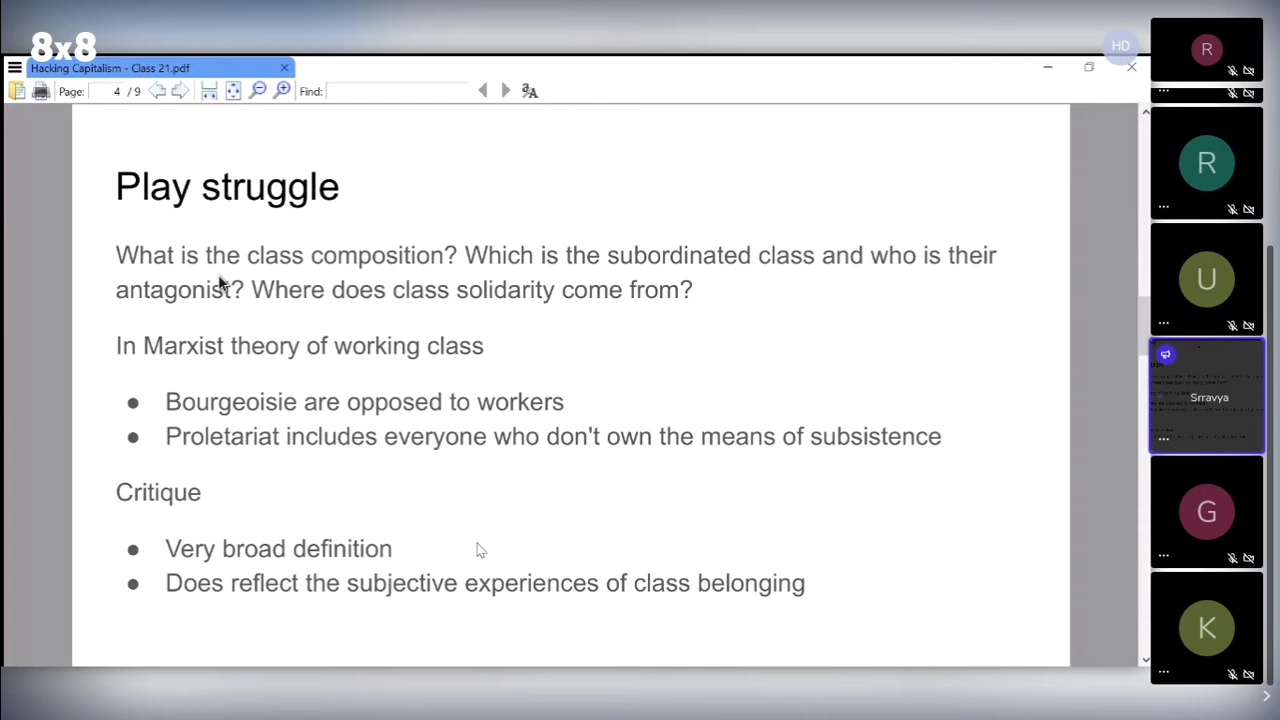 8x8
HD
Hacking Capitalism - Class 21.pdf
Page: 4 / 9 Find:
Play struggle
What is the class composition? Which is the subordinated class and who is their
antagonist? Where does class solidarity come from?
In Marxist theory of working class
● Bourgeoisie are opposed to workers
● Proletariat includes everyone who don't own the means of subsistence
Critique
● Very broad definition
● Does reflect the subjective experiences of class belonging
R
R
U
Srravya
G
K